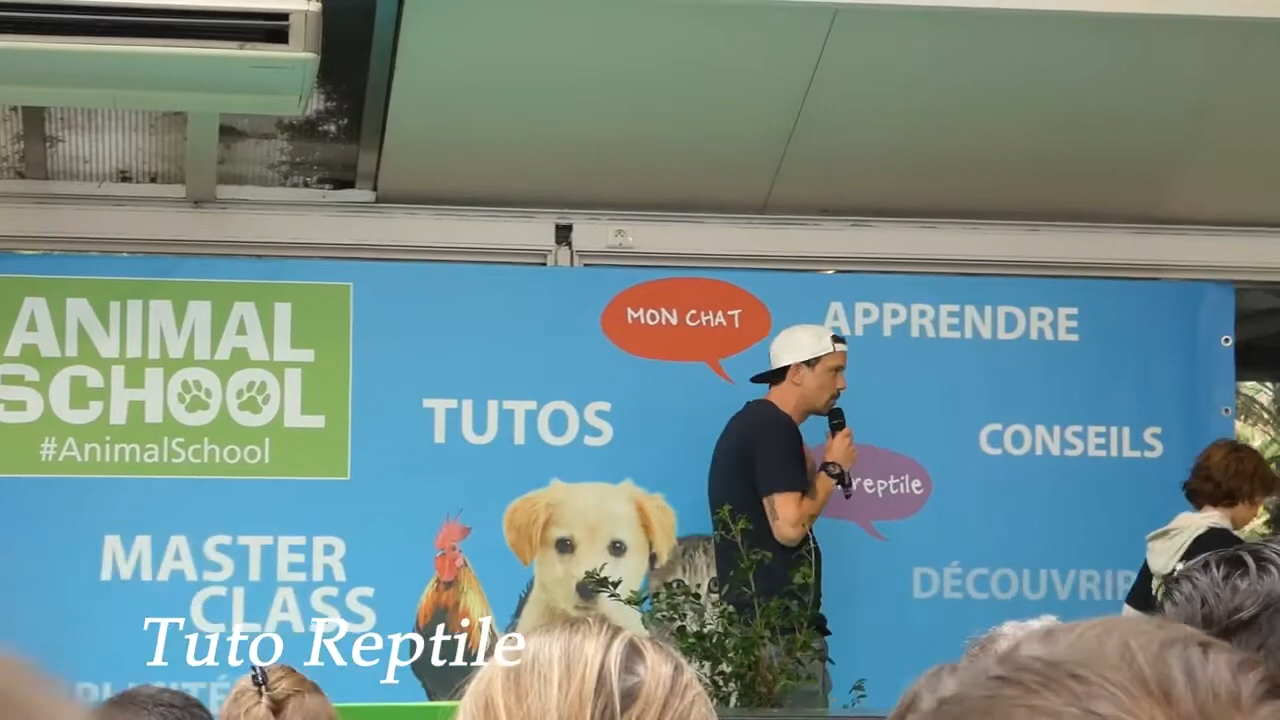 ANIMAL
SCHOOL
#AnimalSchool
MON CHAT
APPRENDRE
TUTOS
CONSEILS
reptile
MASTER
CLASS
DÉCOUVRIR
Tuto Reptile